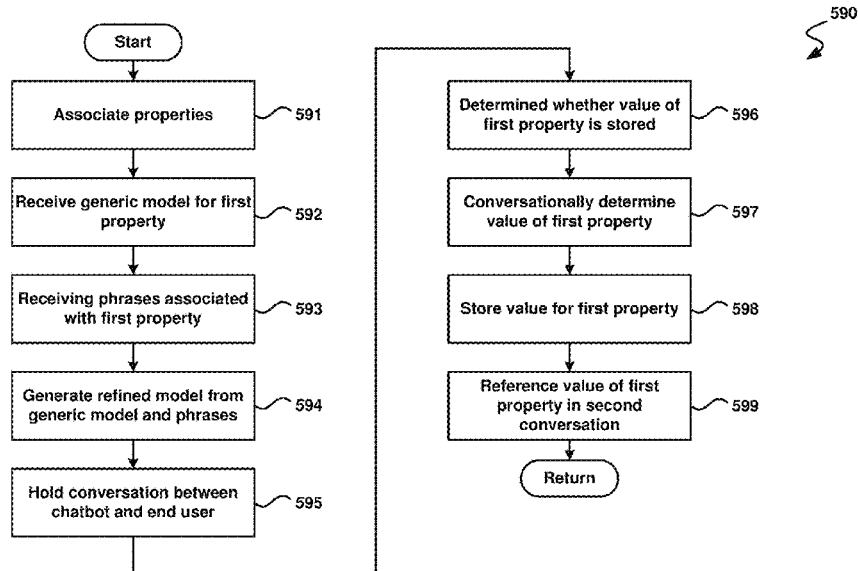 590
Start
Associate properties
591
Receive generic model for first
property
592
Receiving phrases associated
with first property
593
Generate refined model from
generic model and phrases
594
Hold conversation between
chatbot and end user
595
Determined whether value of
first property is stored
596
Conversationally determine
value of first property
597
Store value for first property
598
Reference value of first
property in second
conversation
599
Return